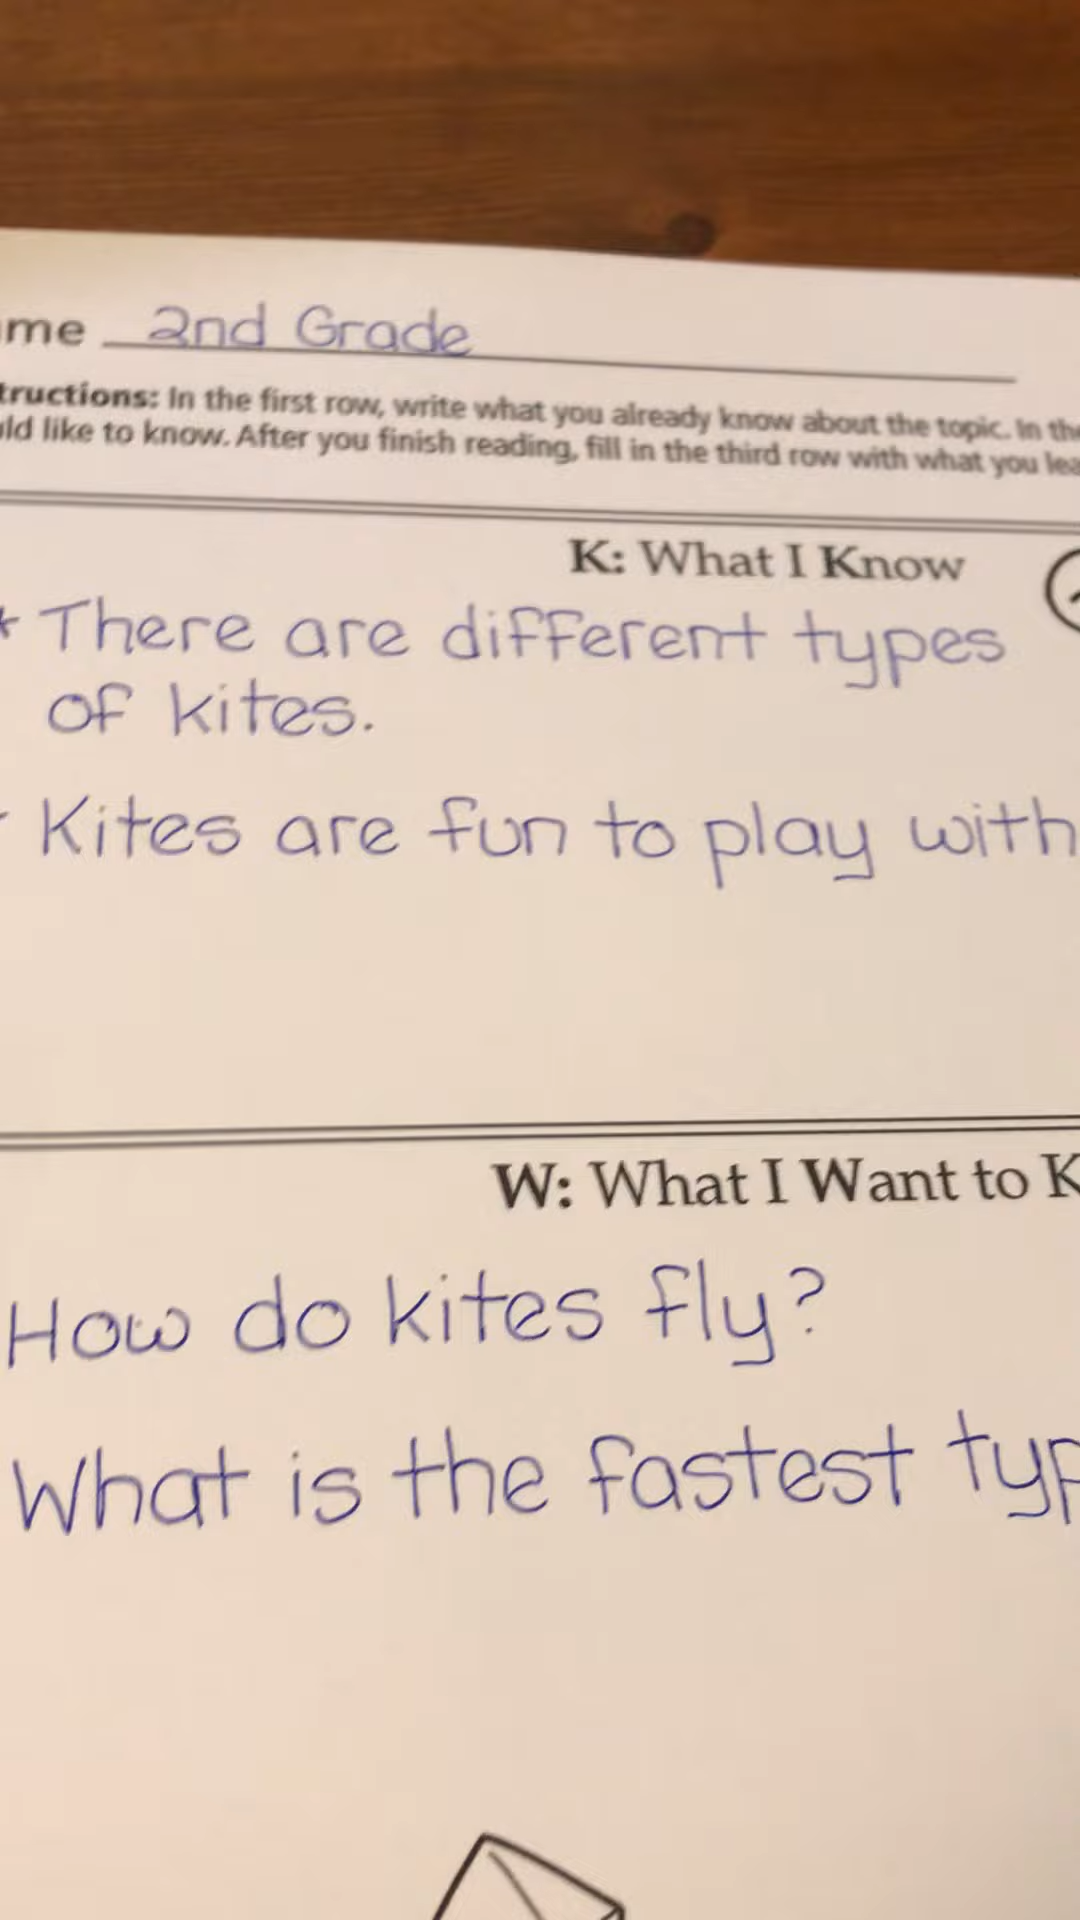 me 2nd Grade
tructions: In the first row, write what you already know about the topic. In the
uld like to know. After you finish reading, fill in the third row with what you lea
K: What I Know
* There are different types
of kites.
Kites are fun to play with
W: What I Want to K
How do kites fly?
What is the fastest typ